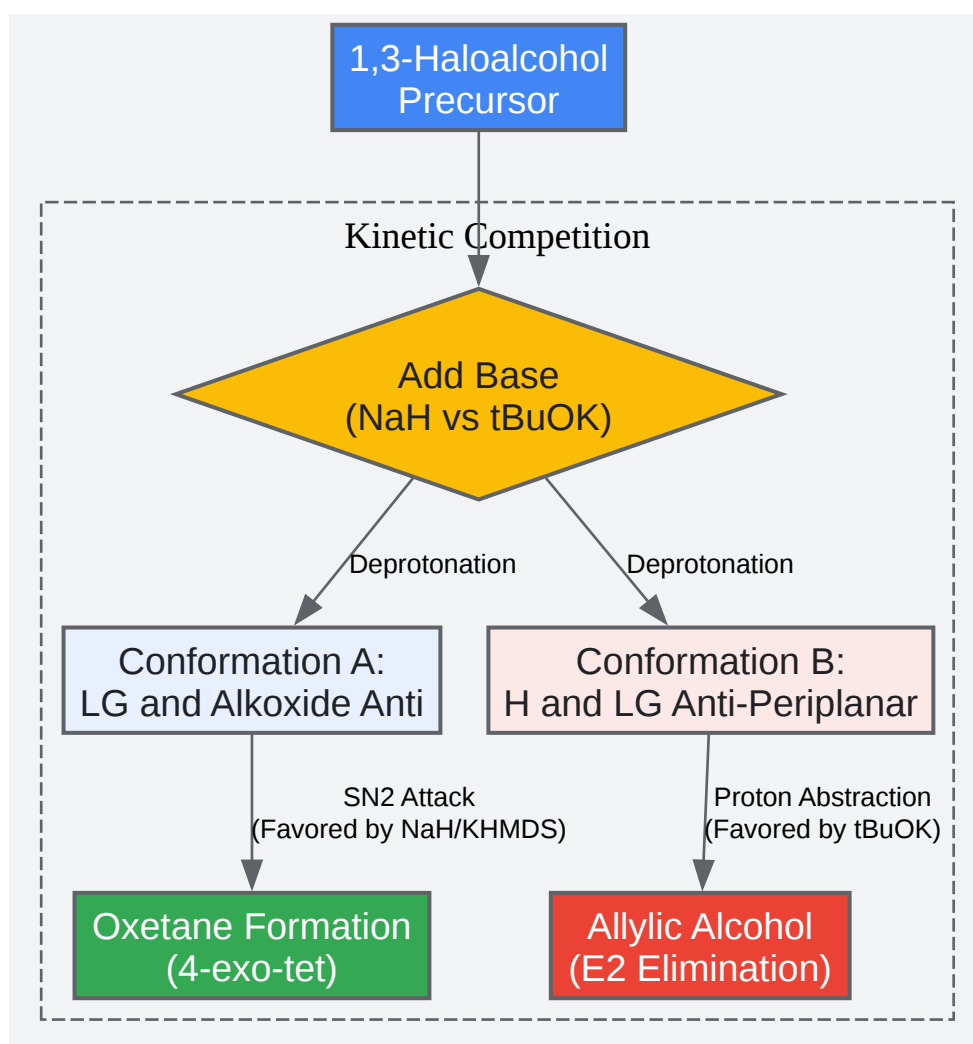 1,3-Haloalcohol
Precursor
Kinetic Competition
Add Base
(NaH vs tBuOK)
Deprotonation
Deprotonation
Conformation A:
LG and Alkoxide Anti
Conformation B:
H and LG Anti-Periplanar
SN2 Attack
(Favored by NaH/KHMDS)
Proton Abstraction
(Favored by tBuOK)
Oxetane Formation
(4-exo-tet)
Allylic Alcohol
(E2 Elimination)